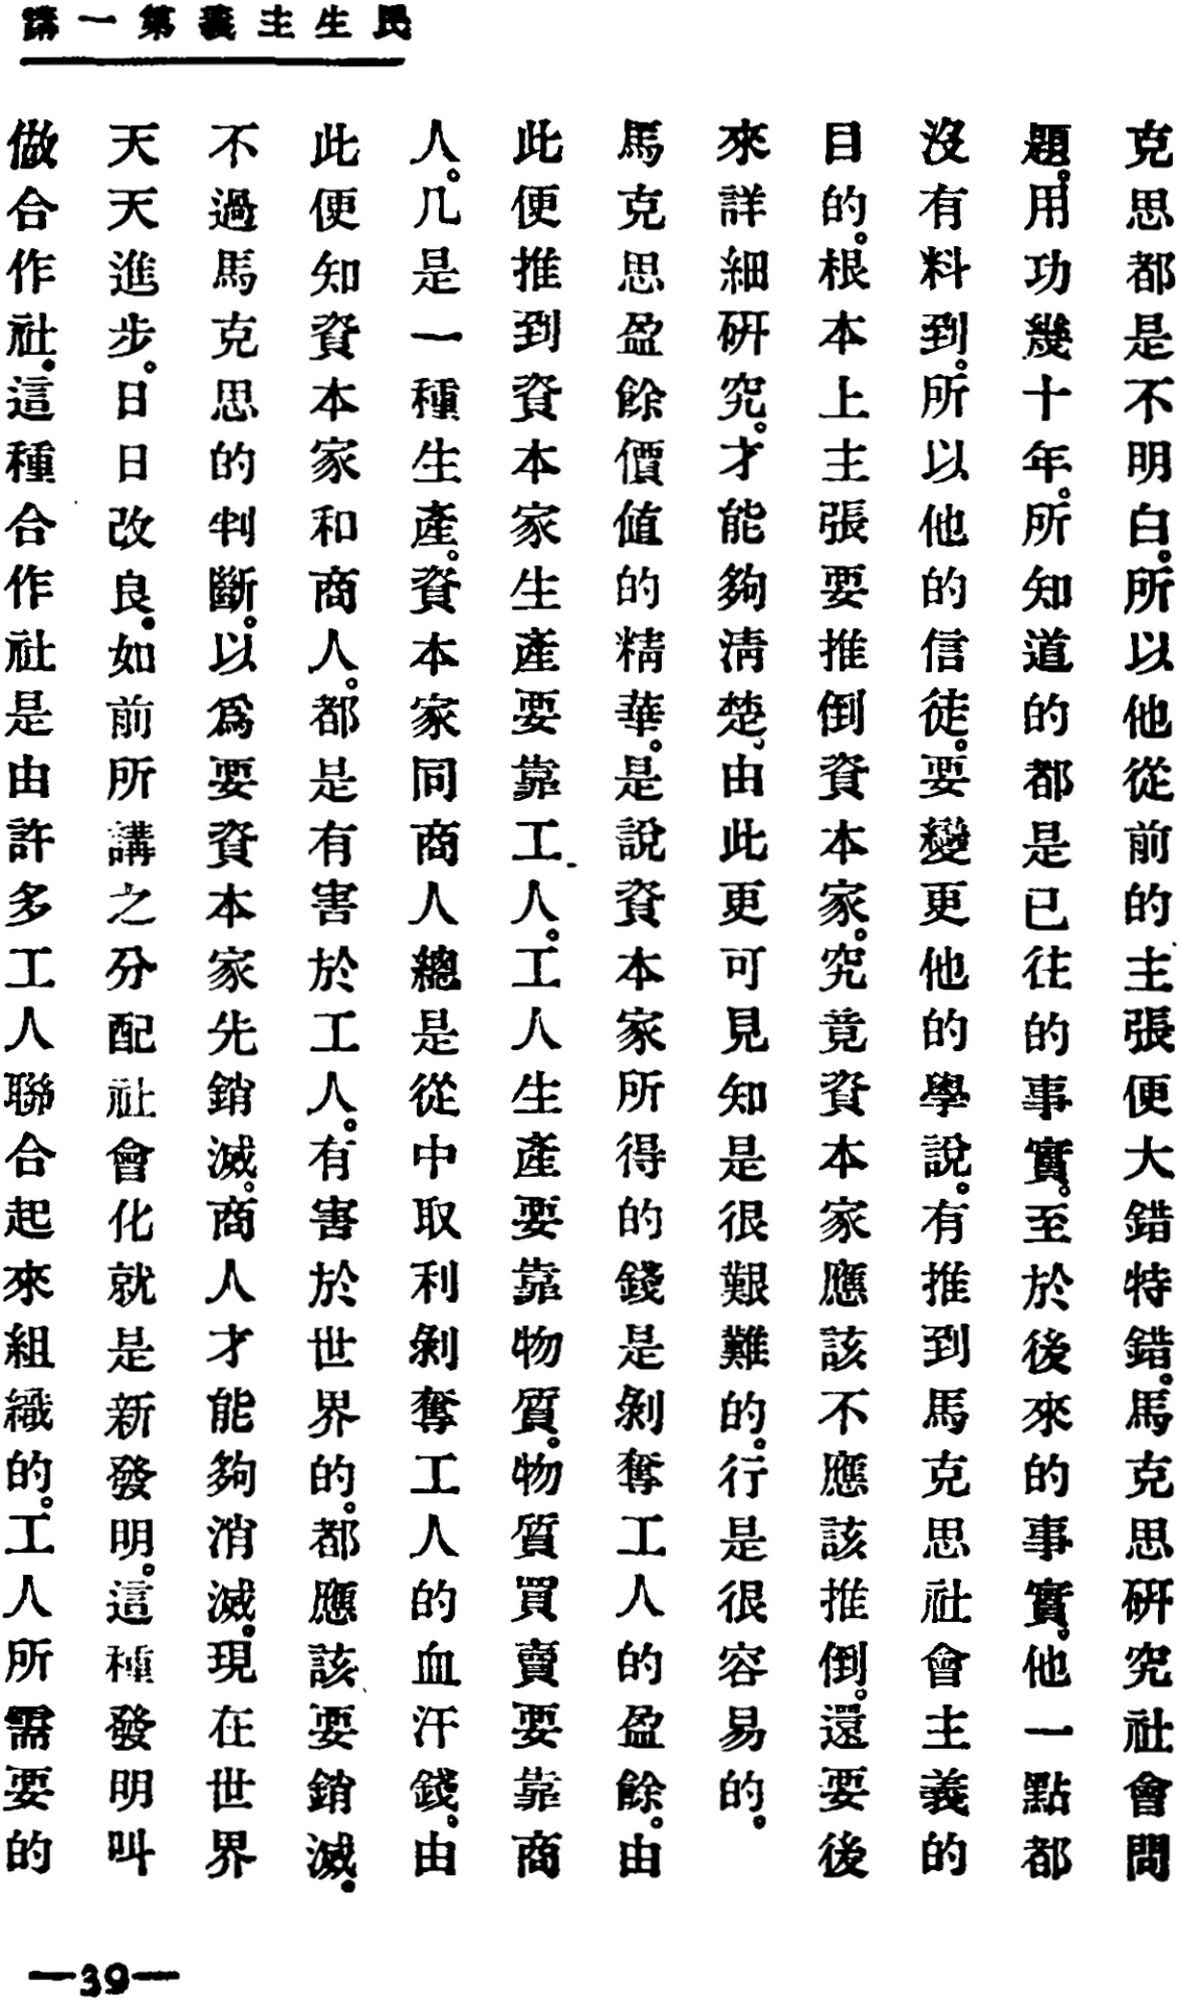 民生主義第一講
克思都是不明白。所以他從前的主張便大錯特錯。馬克思研究社會問
題。用功幾十年。所知道的都是已往的事實。至於後來的事實。他一點都
沒有料到。所以他的信徒。要變更他的學說。有推到馬克思社會主義的
目的。根本上主張要推倒資本家。究竟資本家應該不應該推倒。還要後
來詳細研究。才能夠淸楚、由此更可見知是很艱難的。行是很容易的。
馬克思盈餘價値的精華。是說資本家所得的錢是剝奪工人的盈餘。由
此便推到資本家生產要靠工人。工人生產要靠物質。物質買賣要靠商
人。凡是一種生產。資本家同商人總是從中取利剝奪工人的血汗錢。由
此便知資本家和商人。都是有害於工人。有害於世界的。都應該要銷滅。
不過馬克思的判斷。以爲要資本家先銷滅。商人才能夠消滅。現在世界
天天進步。日日改良。如前所講之分配社會化就是新發明。這種發明叫
做合作社。這種合作社是由許多工人聯合起來組織的。工人所需要的
—39—